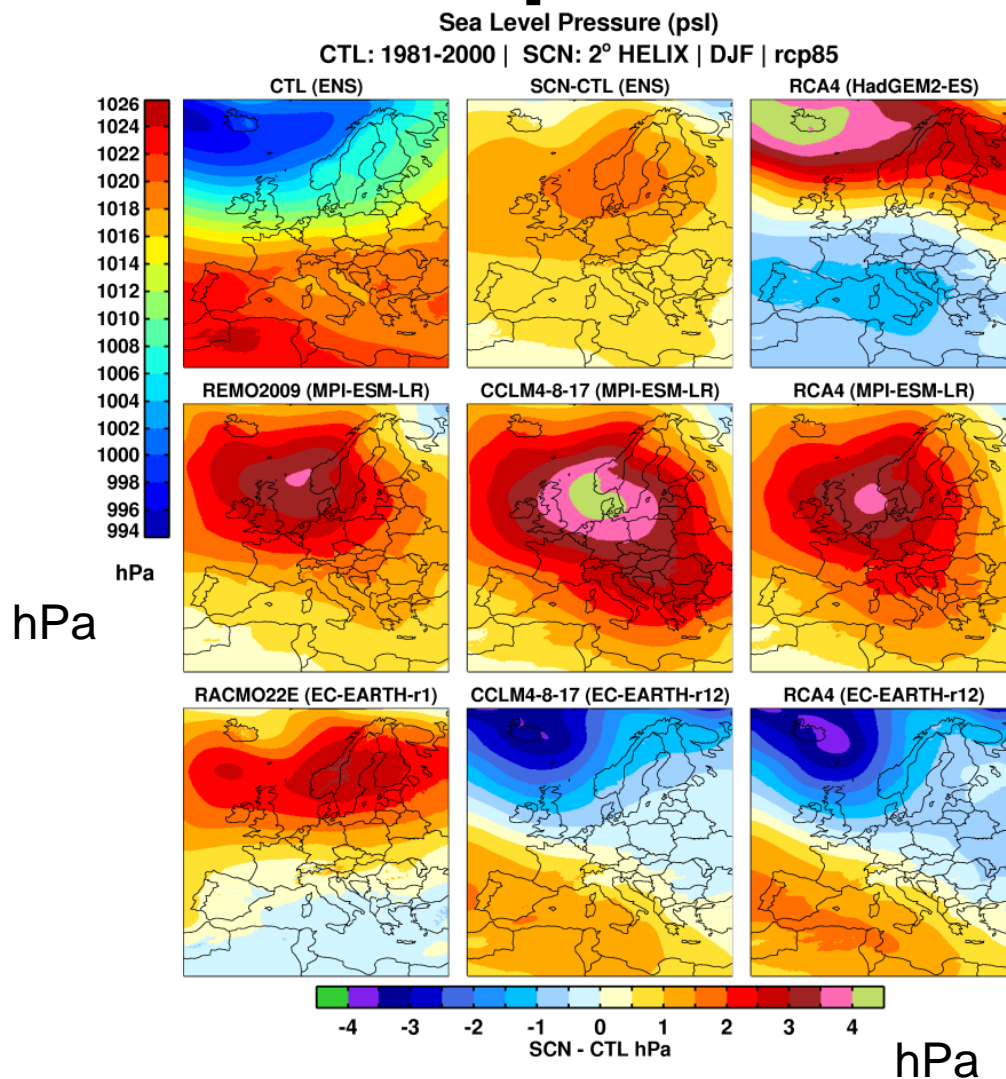 Sea Level Pressure (psl)
CTL: 1981-2000 | SCN: 2° HELIX | DJF | rcp85
CTL (ENS)
SCN-CTL (ENS)
RCA4 (HadGEM2-ES)
1026
1024
1022
1020
1018
1016
1014
1012
1010
1008
1006
1004
1002
1000
998
996
994
hPa
hPa
REMO2009 (MPI-ESM-LR)
CCLM4-8-17 (MPI-ESM-LR)
RCA4 (MPI-ESM-LR)
RACMO22E (EC-EARTH-r1)
CCLM4-8-17 (EC-EARTH-r12)
RCA4 (EC-EARTH-r12)
-4 -3 -2 -1 0 1 2 3 4
SCN - CTL hPa
hPa